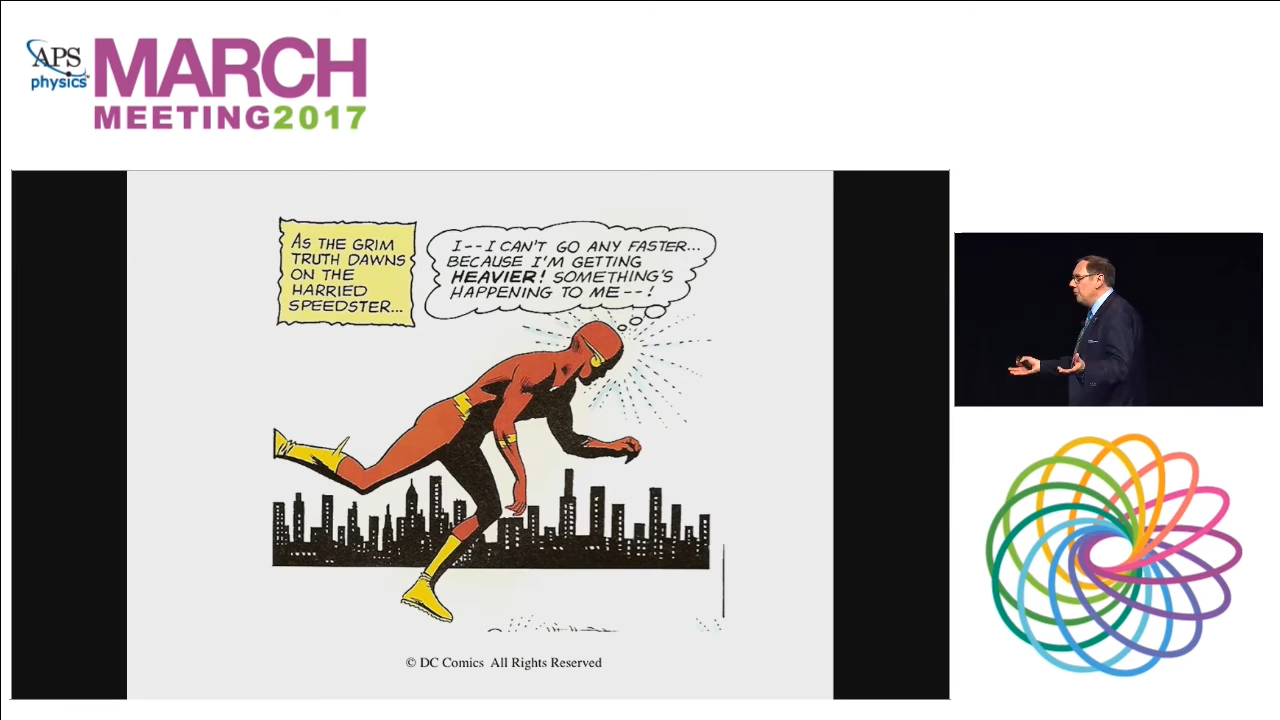 APS
physics
MARCH
MEETING2017
AS THE GRIM
TRUTH DAWNS
ON THE
HARRIED
SPEEDSTER...
I--I CAN'T GO ANY FASTER...
BECAUSE I'M GETTING
HEAVIER! SOMETHING'S
HAPPENING TO ME--!
© DC Comics All Rights Reserved